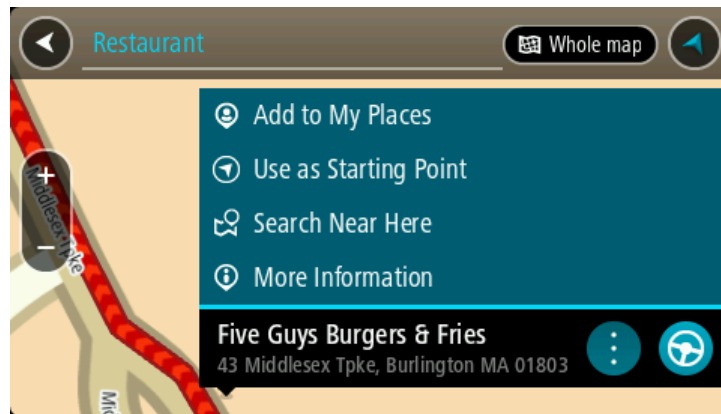 Restaurant
Whole map
Add to My Places
Use as Starting Point
Search Near Here
More Information
Five Guys Burgers & Fries
43 Middlesex Tpke, Burlington MA 01803
+
−
Middlesex Tpke
Mid